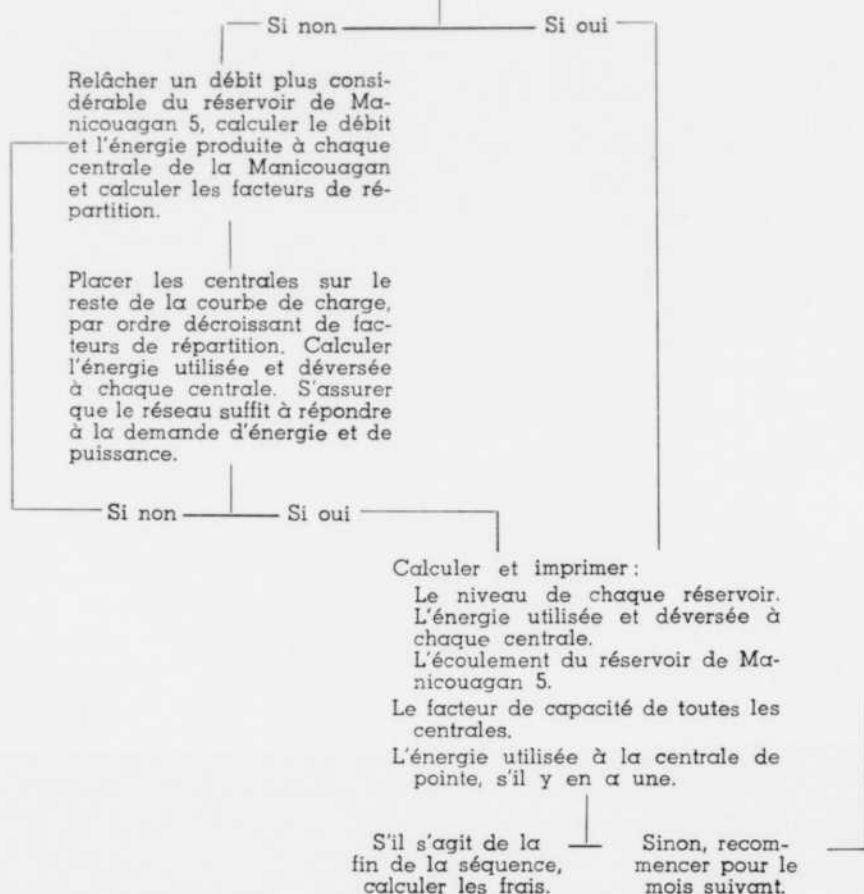 Si non Si oui
Relâcher un débit plus consi-
dérable du réservoir de Ma-
nicouagan 5, calculer le débit
et l'énergie produite à chaque
centrale de la Manicouagan
et calculer les facteurs de ré-
partition.
Placer les centrales sur le
reste de la courbe de charge,
par ordre décroissant de fac-
teurs de répartition. Calculer
l'énergie utilisée et déversée
à chaque centrale. S'assurer
que le réseau suffit à répondre
à la demande d'énergie et de
puissance.
Si non Si oui
Calculer et imprimer :
Le niveau de chaque réservoir.
L'énergie utilisée et déversée à
chaque centrale.
L'écoulement du réservoir de Ma-
nicouagan 5.
Le facteur de capacité de toutes les
centrales.
L'énergie utilisée à la centrale de
pointe, s'il y en a une.
S'il s'agit de la
fin de la séquence,
calculer les frais.
Sinon, recom-
mencer pour le
mois suivant.